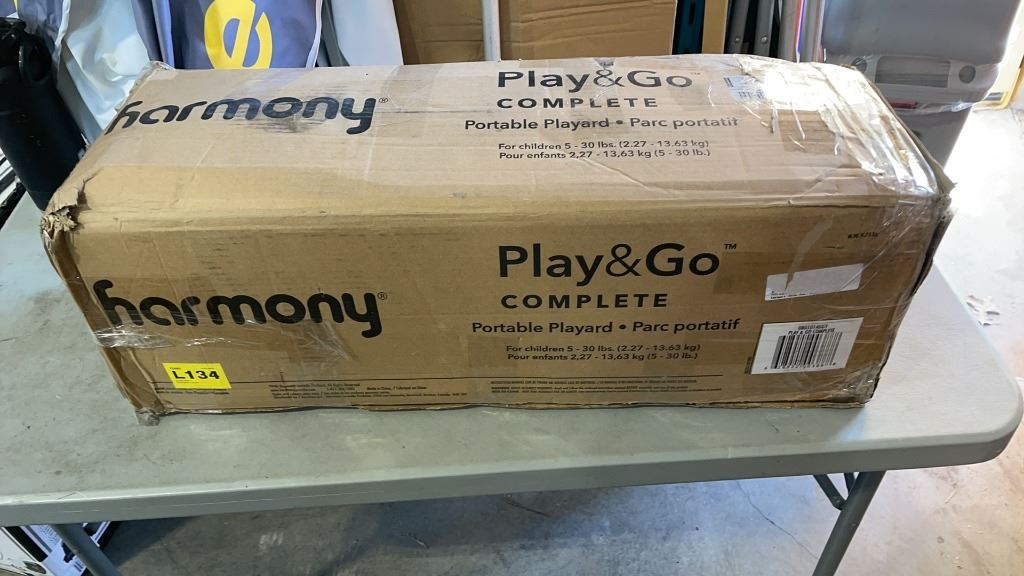 e
harmony®
Play&Go™
COMPLETE
Portable Playard • Parc portatif
For children 5 - 30 lbs. (2.27 - 13.63 kg)
Pour enfants 2,27 - 13,63 kg (5 - 30 lb.)
harmony®
Play&Go™
COMPLETE
Portable Playard • Parc portatif
For children 5 - 30 lbs. (2.27 - 13.63 kg)
Pour enfants 2,27 - 13,63 kg (5 - 30 lb.)
PLAY & GO COMPLETE
L134